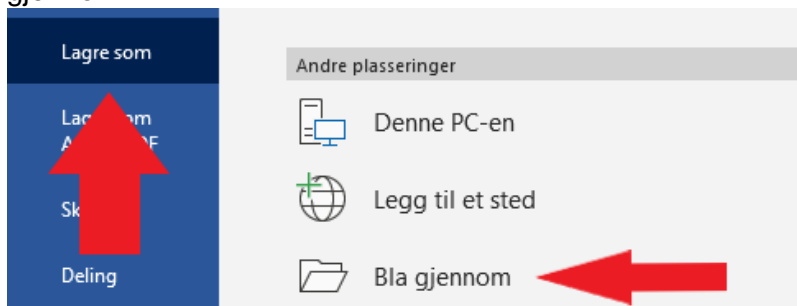 Lagre som
Andre plasseringer
Denne PC-en
Legg til et sted
Deling
Bla gjennom